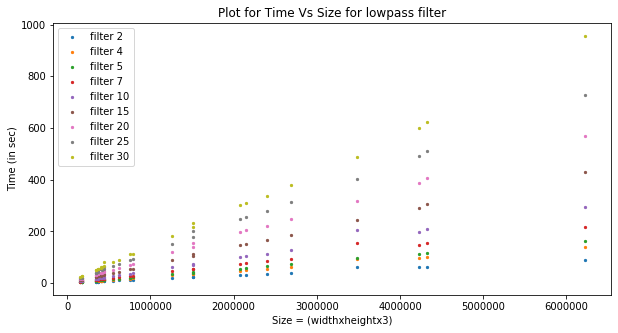 Plot for Time Vs Size for lowpass filter
1000
800
600
400
200
0
Time (in sec)
filter 2
filter 4
filter 5
filter 7
filter 10
filter 15
filter 20
filter 25
filter 30
0 1000000 2000000 3000000 4000000 5000000 6000000
Size = (widthxheightx3)